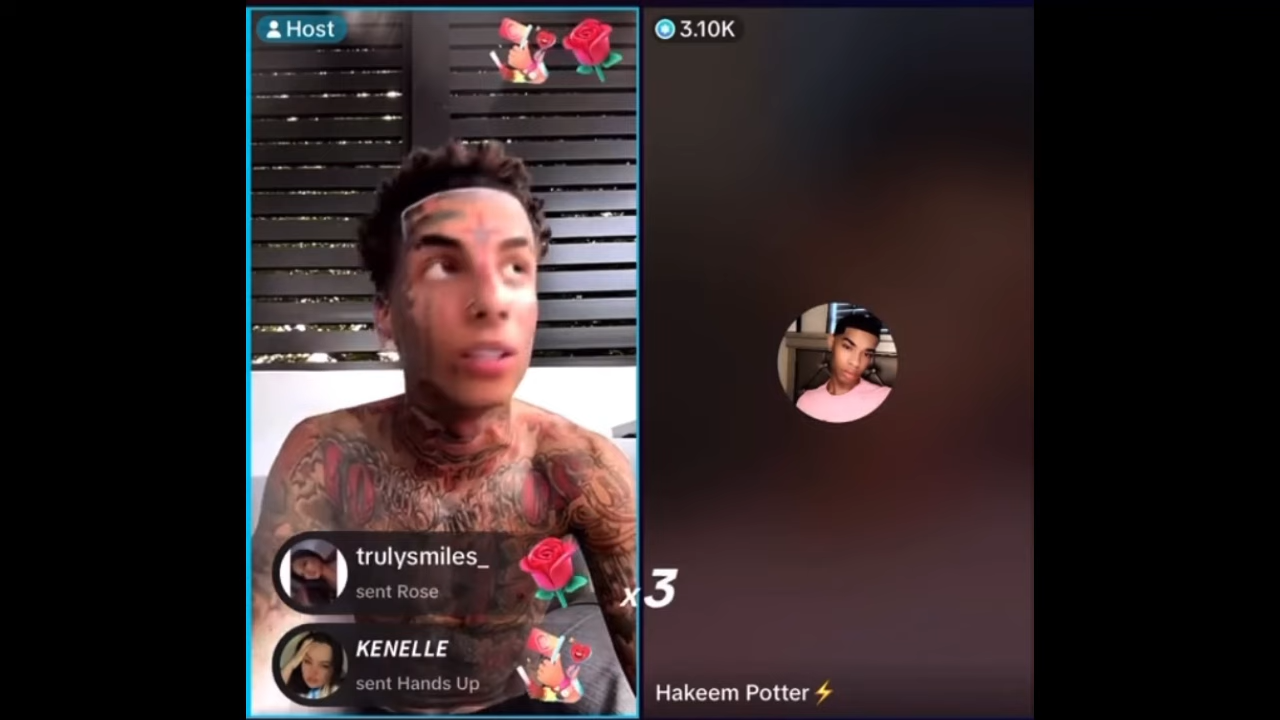 Host
3.10K
trulysmiles_
sent Rose
x3
KENELLE
sent Hands Up
Hakeem Potter⚡